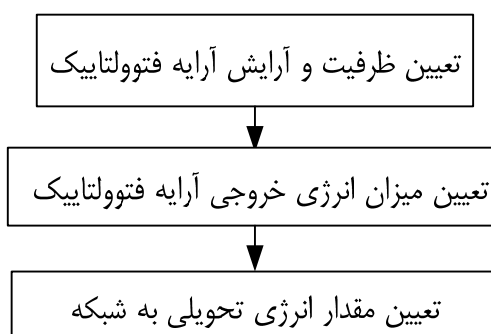 تعیین ظرفیت و آرایش آرایه فتوولتاییک
تعیین میزان انرژی خروجی آرایه فتوولتاییک
تعیین مقدار انرژی تحویلی به شبکه